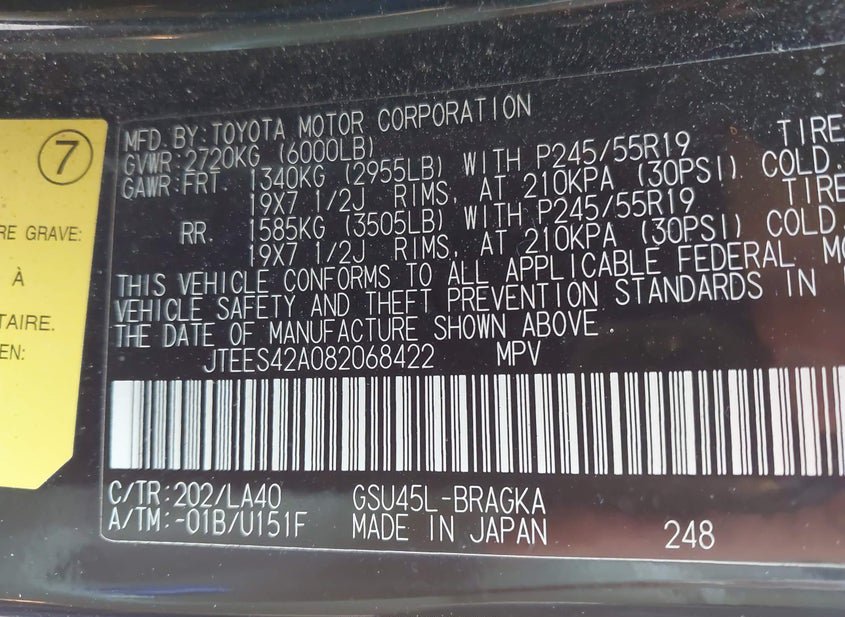 7
RE GRAVE:
À
TAIRE.
EN:
MFD.BY:TOYOTA MOTOR CORPORATION
GVWR:2720KG (6000LB)
GAWR:FRT. 1340KG (2955LB) WITH P245/55R19 TIRE
19X7 1/2J RIMS, AT 210KPA (30PSI) COLD.
RR. 1585KG (3505LB) WITH P245/55R19 TIRE
19X7 1/2J RIMS, AT 210KPA (30PSI) COLD.
THIS VEHICLE CONFORMS TO ALL APPLICABLE FEDERAL MO
VEHICLE SAFETY AND THEFT PREVENTION STANDARDS IN
THE DATE OF MANUFACTURE SHOWN ABOVE.
JTEES42A082068422 MPV
C/TR:202/LA40 GSU45L-BRAGKA
A/TM:-01B/U151F MADE IN JAPAN 248